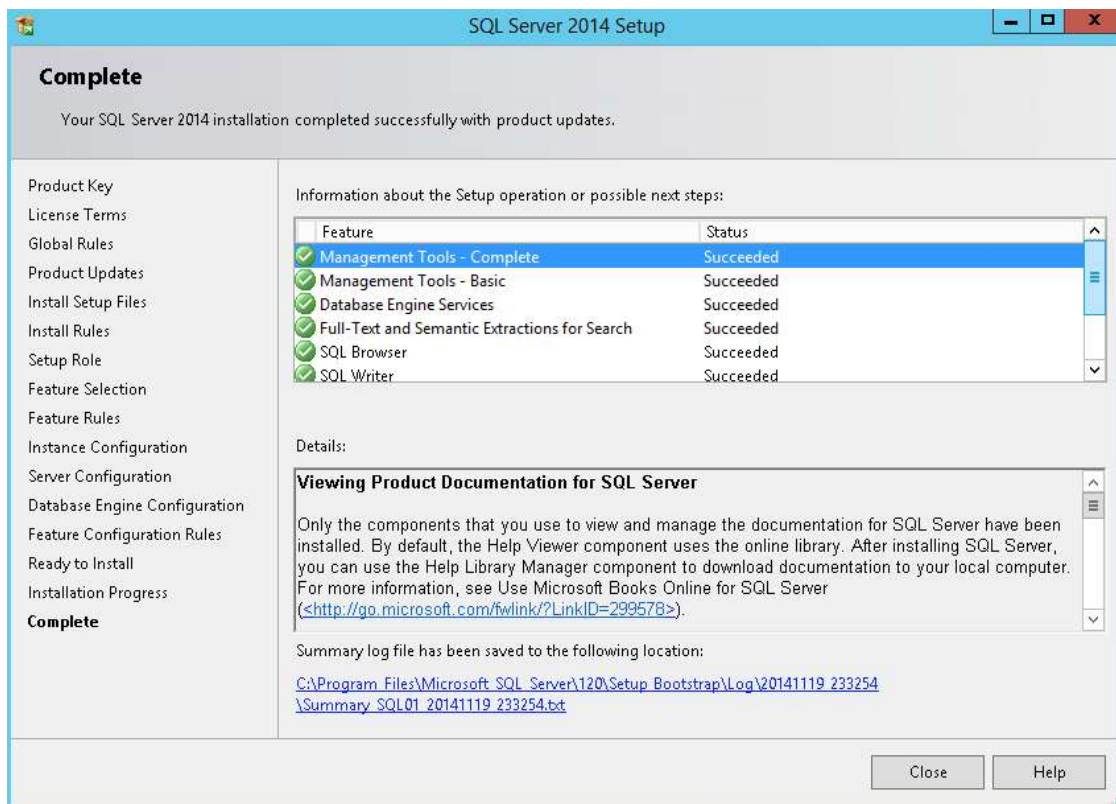 SQL Server 2014 Setup
Complete
Your SQL Server 2014 installation completed successfully with product updates.
Product Key
License Terms
Global Rules
Product Updates
Install Setup Files
Install Rules
Setup Role
Feature Selection
Feature Rules
Instance Configuration
Server Configuration
Database Engine Configuration
Feature Configuration Rules
Ready to Install
Installation Progress
Complete
Information about the Setup operation or possible next steps:
Feature Status
Management Tools - Complete Succeeded
Management Tools - Basic Succeeded
Database Engine Services Succeeded
Full-Text and Semantic Extractions for Search Succeeded
SQL Browser Succeeded
SQL Writer Succeeded
Details:
Viewing Product Documentation for SQL Server
Only the components that you use to view and manage the documentation for SQL Server have been
installed. By default, the Help Viewer component uses the online library. After installing SQL Server,
you can use the Help Library Manager component to download documentation to your local computer.
For more information, see Use Microsoft Books Online for SQL Server
(<http://go.microsoft.com/fwlink/?LinkID=299578>).
Summary log file has been saved to the following location:
C:\Program Files\Microsoft SQL Server\120\Setup Bootstrap\Log\20141119_233254
\Summary_SQL01_20141119_233254.txt
Close Help